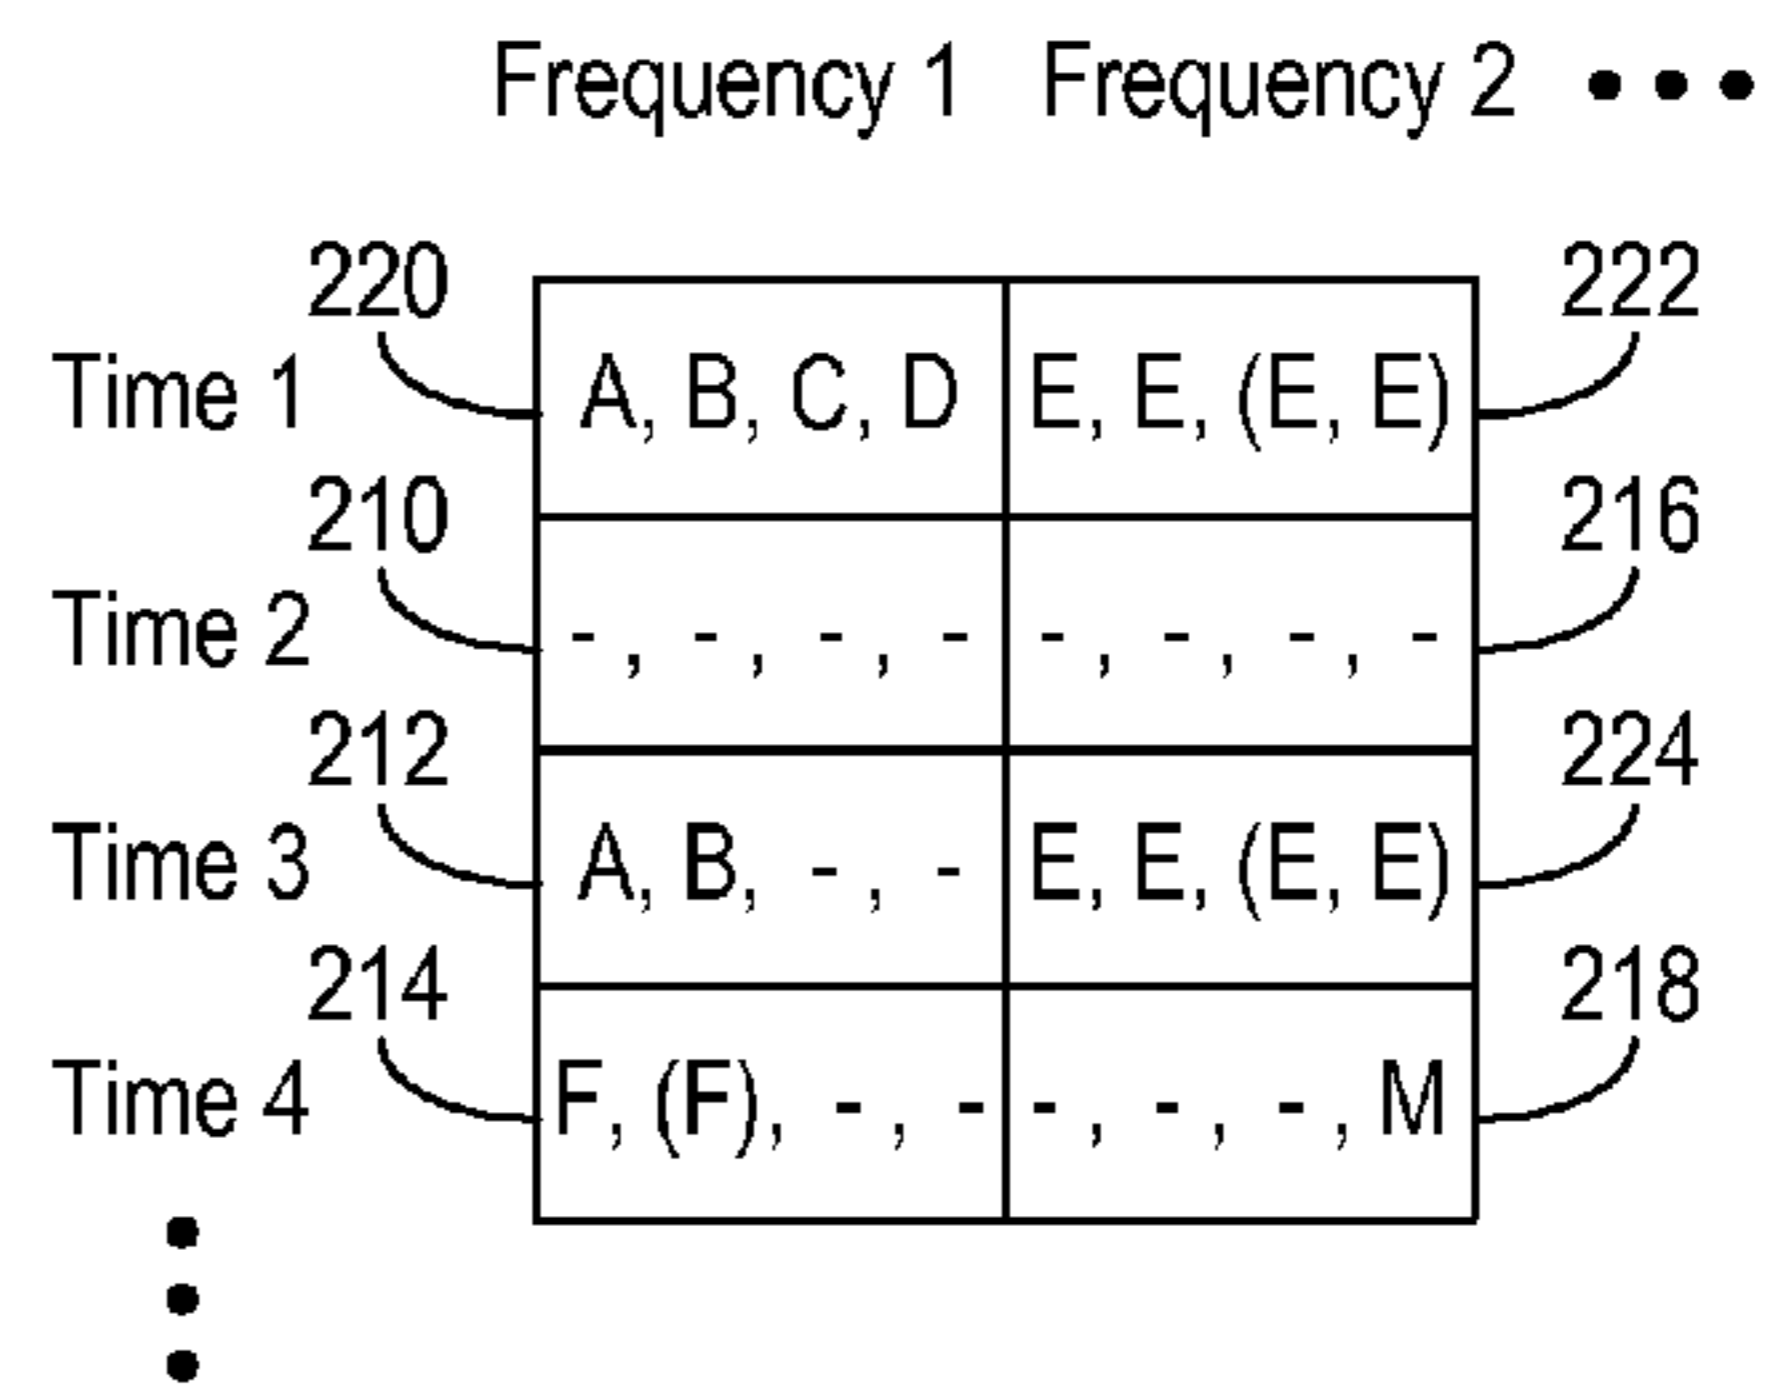 Frequency 1 Frequency 2 • • •
220 222
Time 1 A, B, C, D E, E, (E, E)
210 216
Time 2 -, -, -, - -, -, -, -
212 224
Time 3 A, B, -, - E, E, (E, E)
214 218
Time 4 F, (F), -, - -, -, -, M
•
•
•